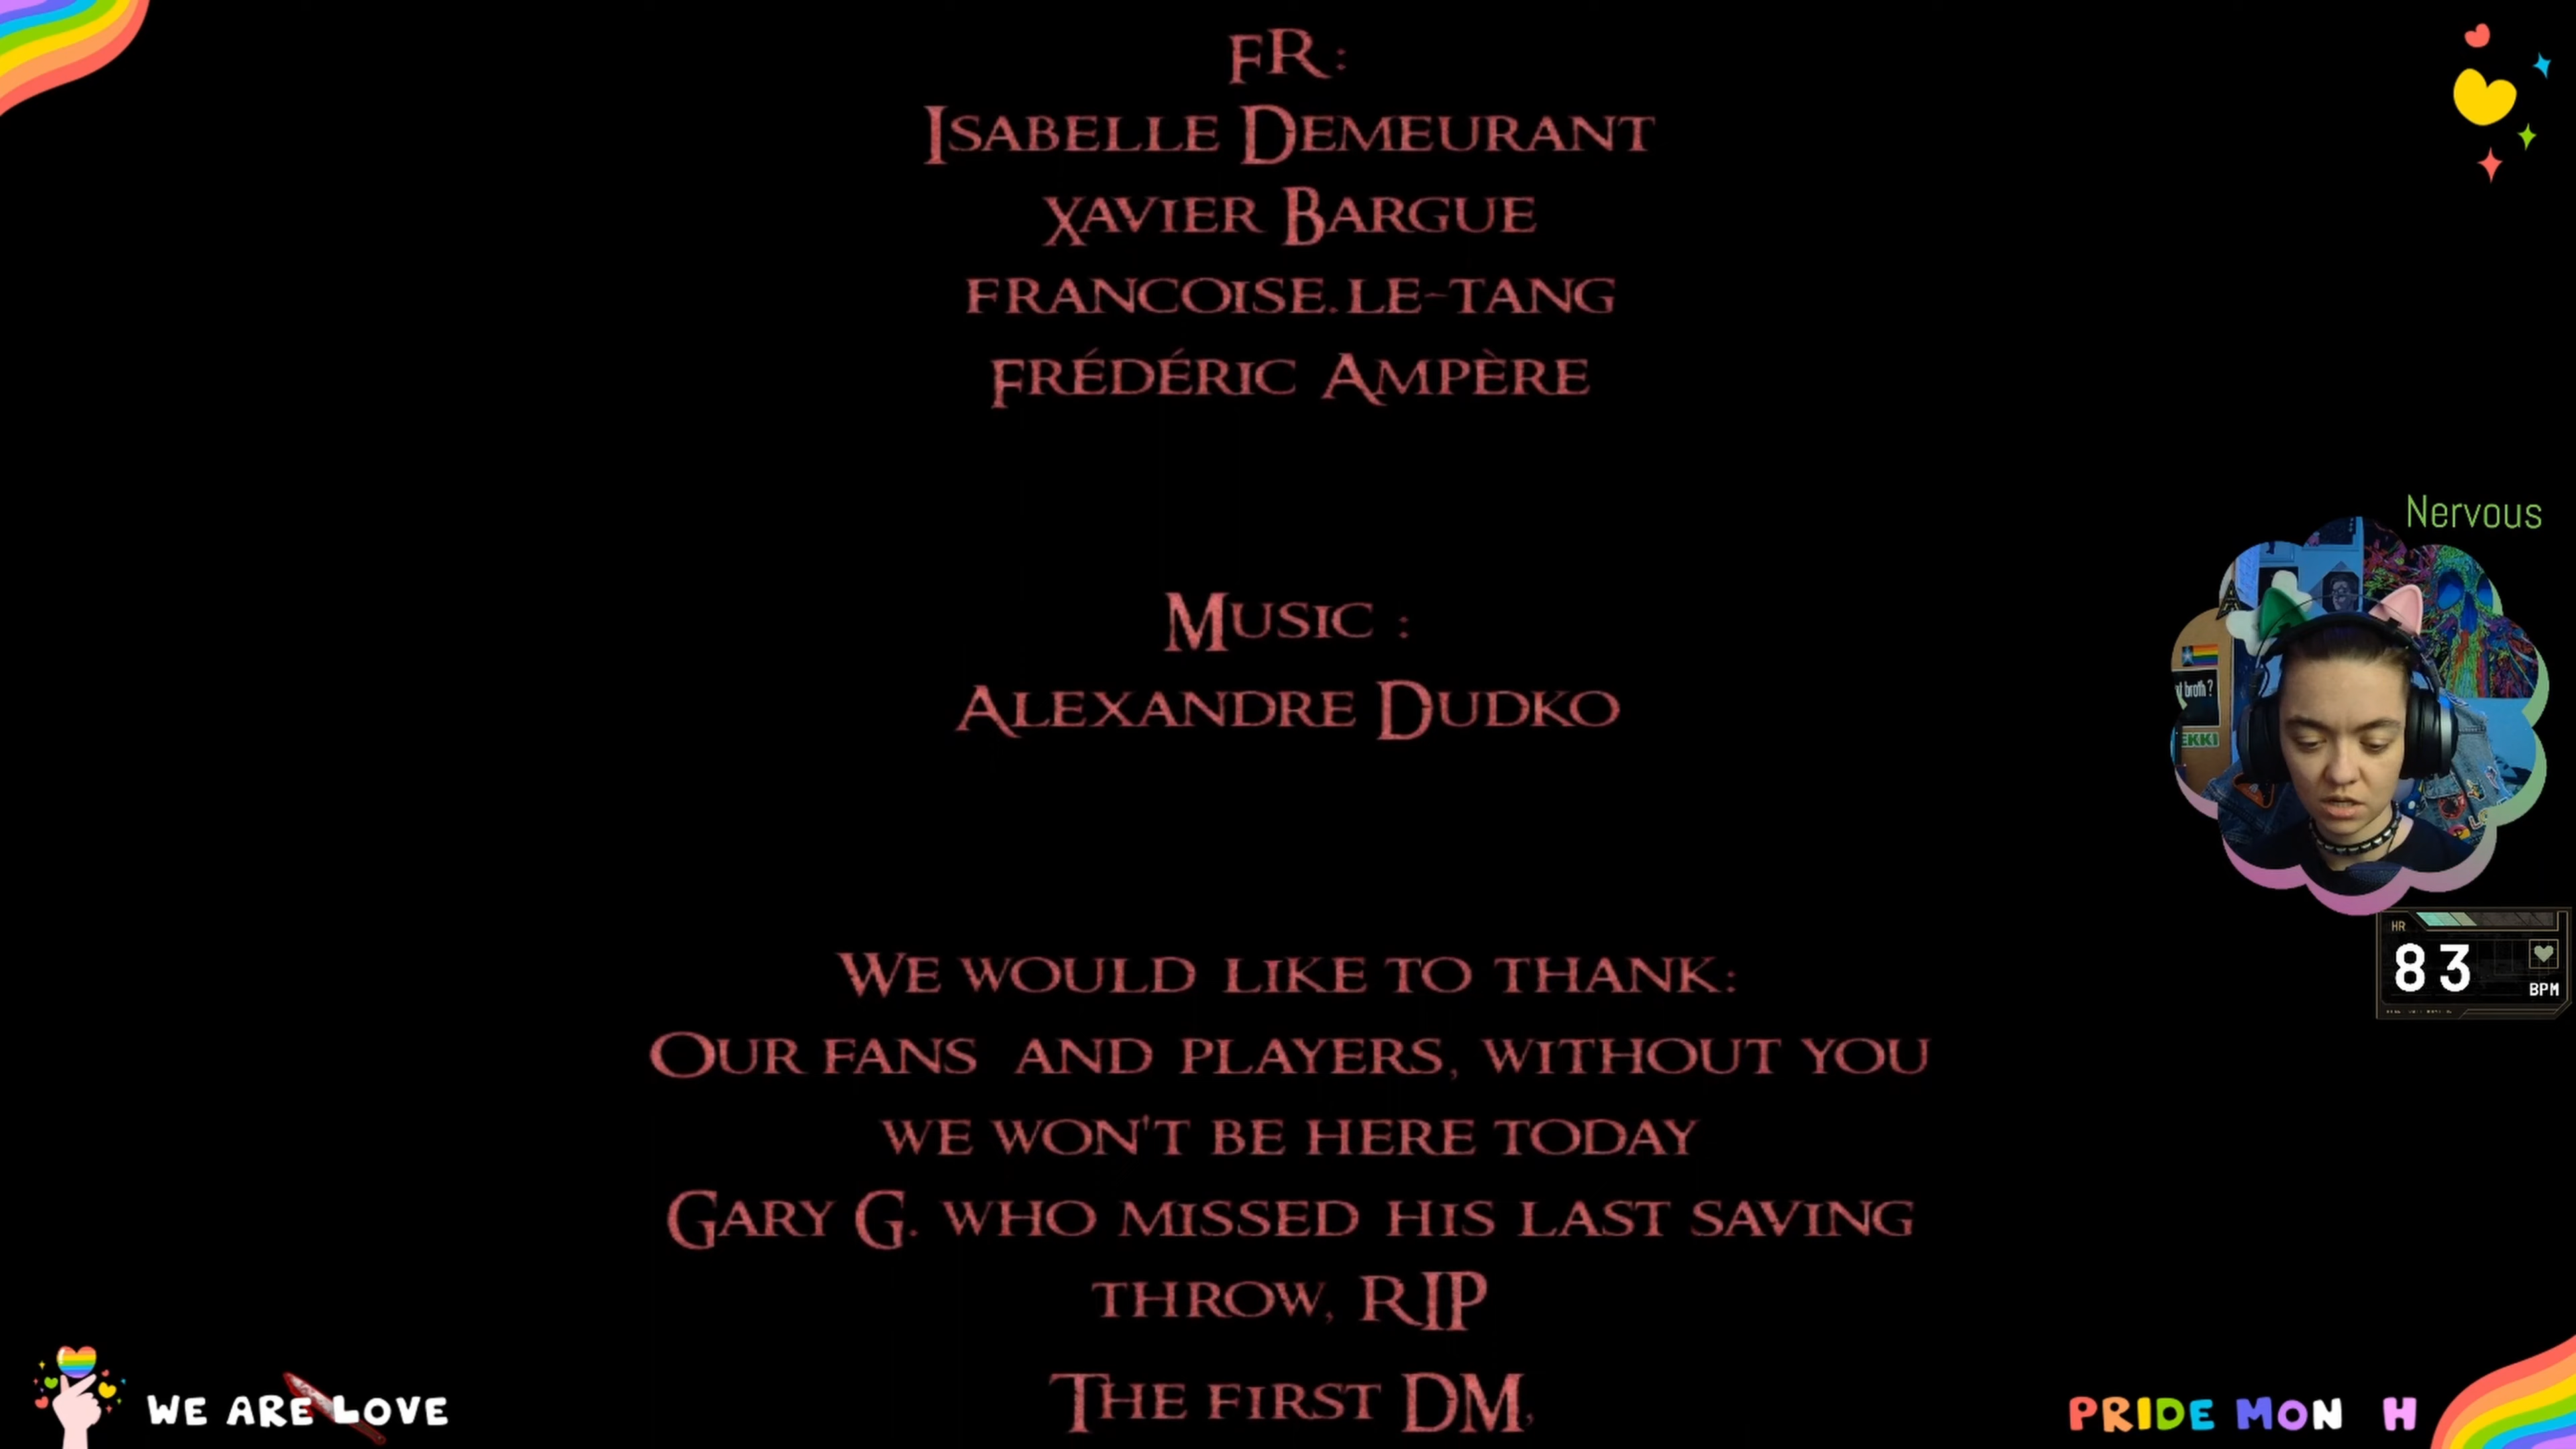 FR:
Isabelle Demeurant
Xavier Bargue
francoise.le-tang
Frédéric Ampère
Music :
Alexandre Dudko
We would like to thank:
Our fans and players, without you
we won't be here today
Gary G. who missed his last saving
throw, RIP
The first DM,
Nervous
broth?
EKKI
HR
83
BPM
WE ARE LOVE
PRIDE MON H